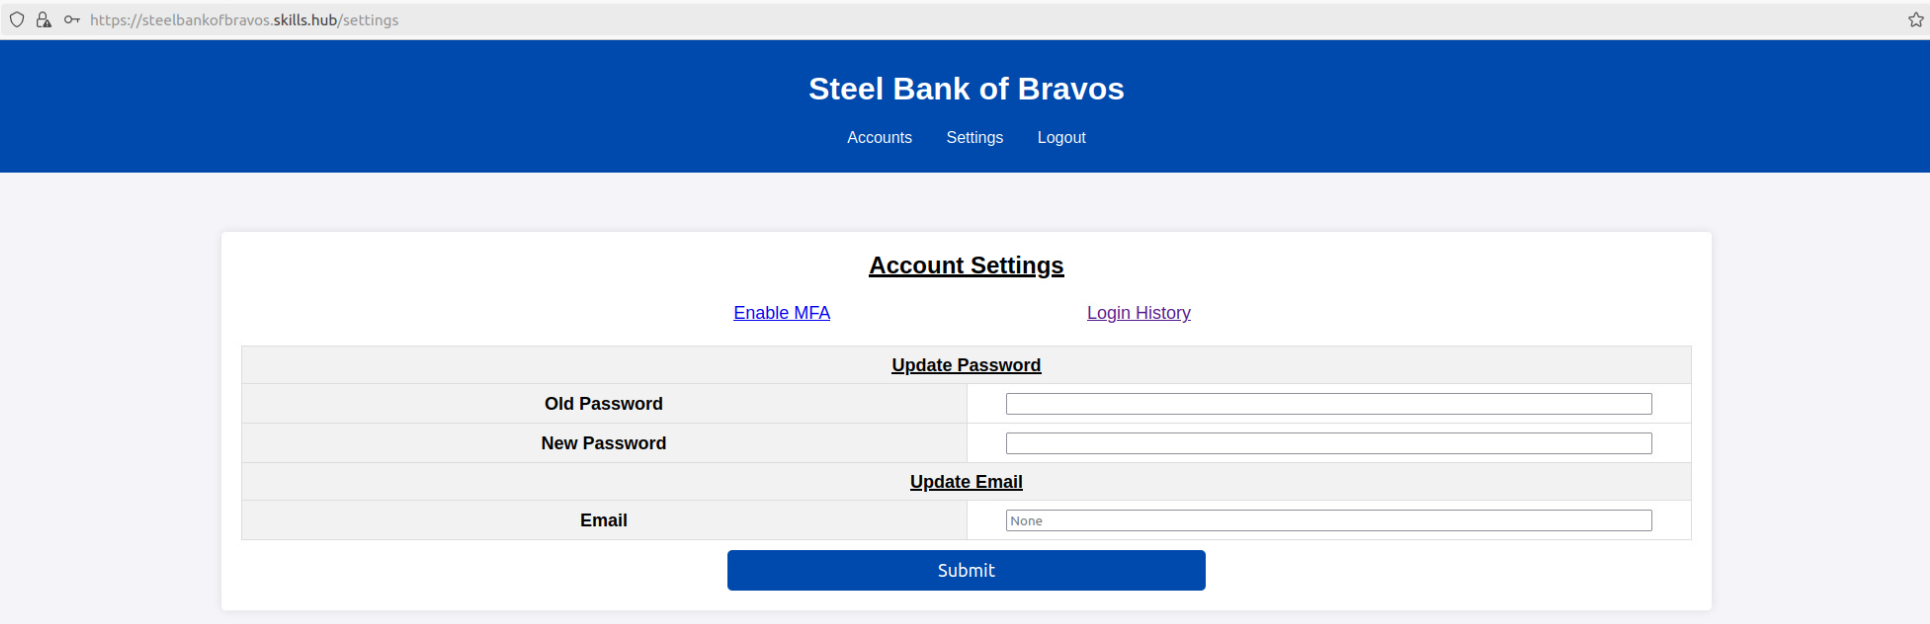 https://steelbankofbravos.skills.hub/settings
Steel Bank of Bravos
Accounts Settings Logout
Account Settings
Enable MFA Login History
Update Password
Old Password
New Password
Update Email
Email None
Submit